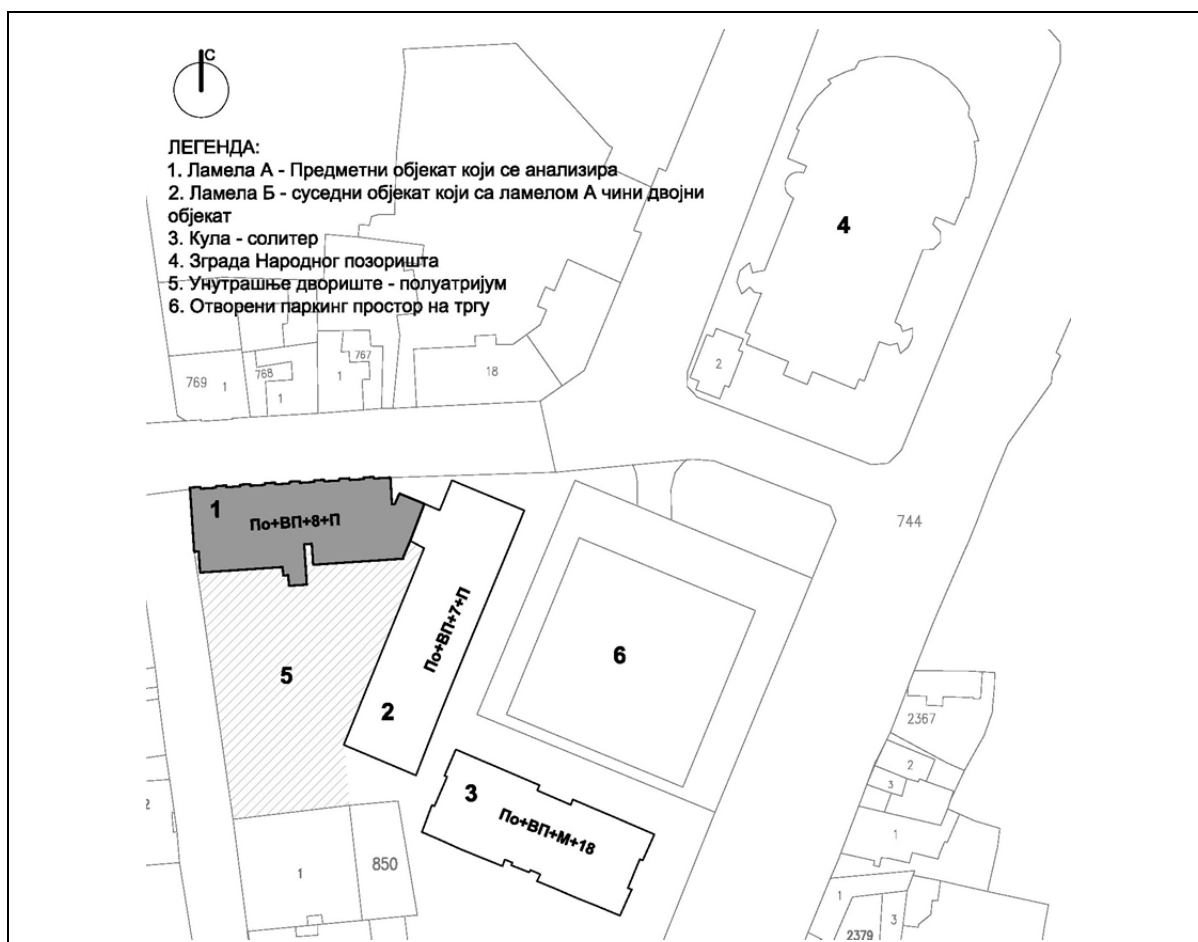 С
ЛЕГЕНДА:
1. Ламела А - Предметни објекат који се анализира
2. Ламела Б - суседни објекат који са ламелом А чини двојни
објекат
3. Кула - солитер
4. Зграда Народног позоришта
5. Унутрашње двориште - полуатријум
6. Отворени паркинг простор на тргу
4
769
1
768
1
1
767
18
2
1
По+ВП+8+П
744
По+ВП+7+П
6
5
2
2367
2
3
3
По+ВП+М+18
2
1
1
850
1
2379
3